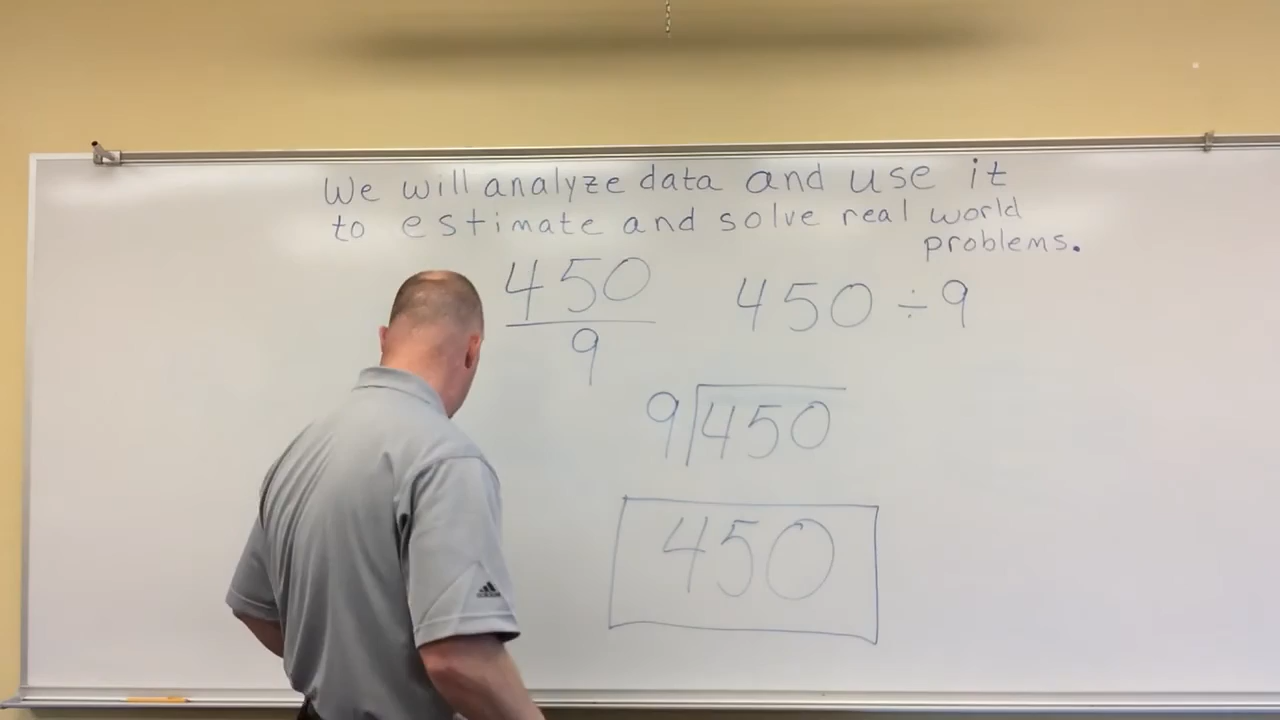 We will analyze data and use it
to estimate and solve real world
problems.
450
9
450 ÷ 9
9 450
450
adidas